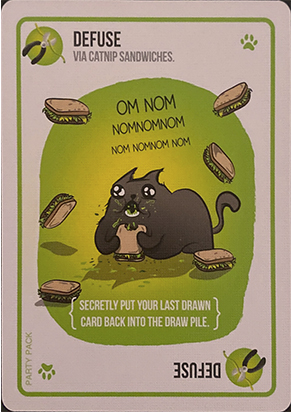 DEFUSE
VIA CATNIP SANDWICHES.
OM NOM
NOMNOMNOM
NOM NOMNOM NOM
SECRETLY PUT YOUR LAST DRAWN
CARD BACK INTO THE DRAW PILE.
PARTY PACK
DEFUSE